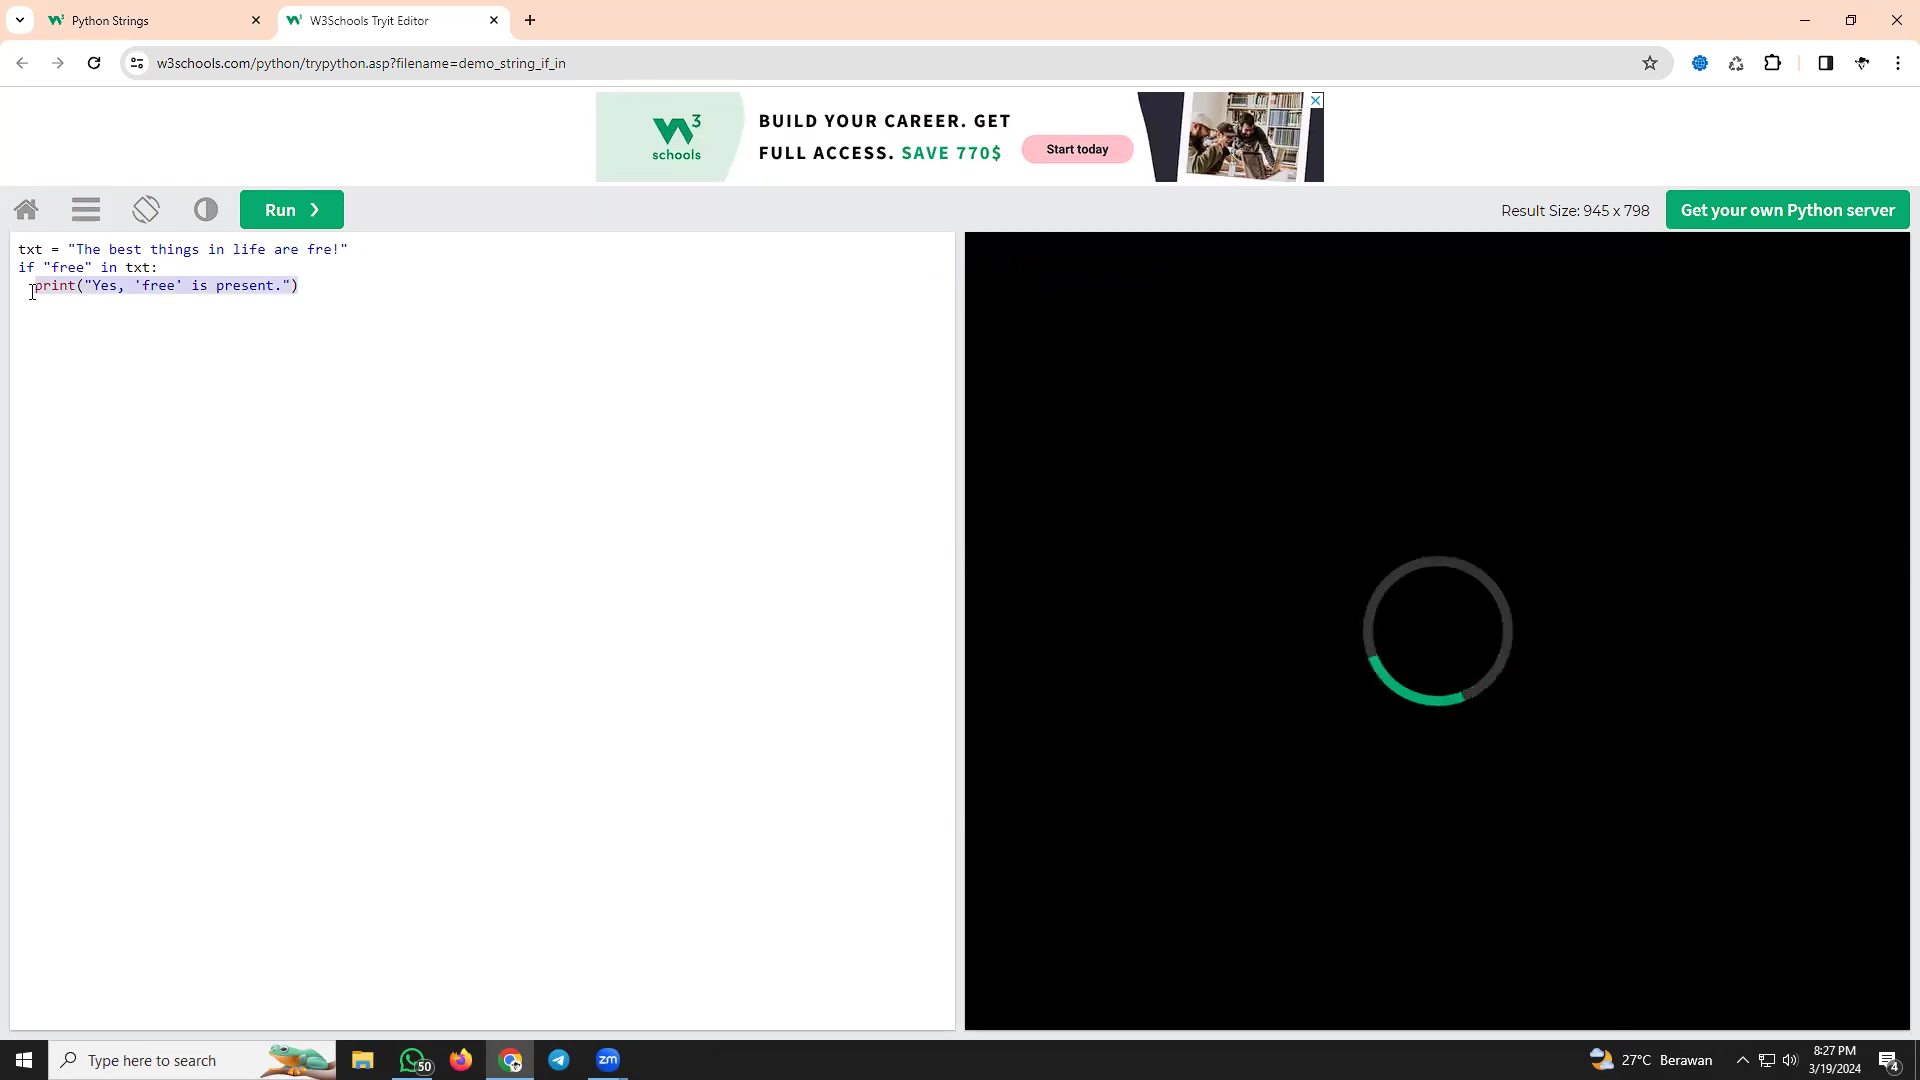 Python Strings
W3Schools Tryit Editor
w3schools.com/python/trypython.asp?filename=demo_string_if_in
W3
schools
BUILD YOUR CAREER. GET
FULL ACCESS. SAVE 770$
Start today
Run ❯
Result Size: 945 x 798
Get your own Python server
txt = "The best things in life are fre!"
if "free" in txt:
print("Yes, 'free' is present.")
Type here to search
50
zm
27°C Berawan
8:27 PM
3/19/2024
4